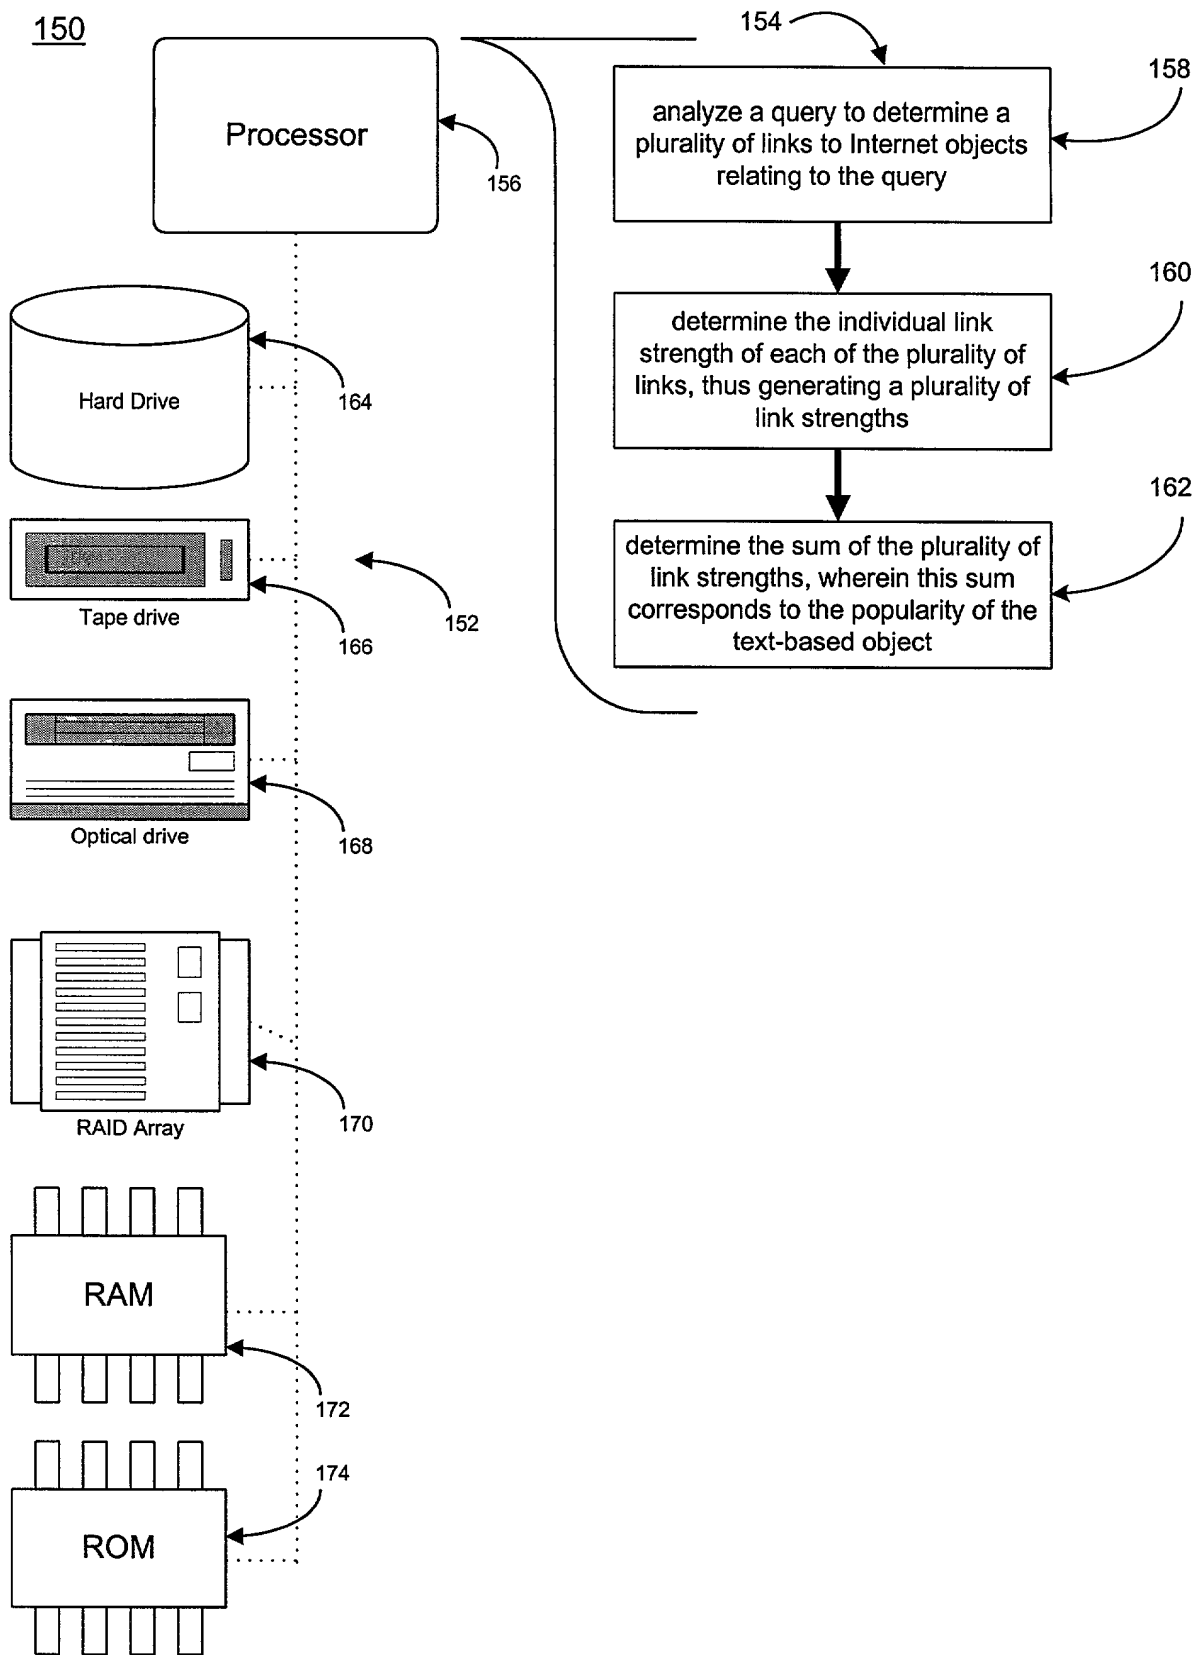 150
Processor
156
154
158
analyze a query to determine a
plurality of links to Internet objects
relating to the query
160
determine the individual link
strength of each of the plurality of
links, thus generating a plurality of
link strengths
162
determine the sum of the plurality of
link strengths, wherein this sum
corresponds to the popularity of the
text-based object
Hard Drive
164
Tape drive
166
152
Optical drive
168
RAID Array
170
RAM
172
ROM
174